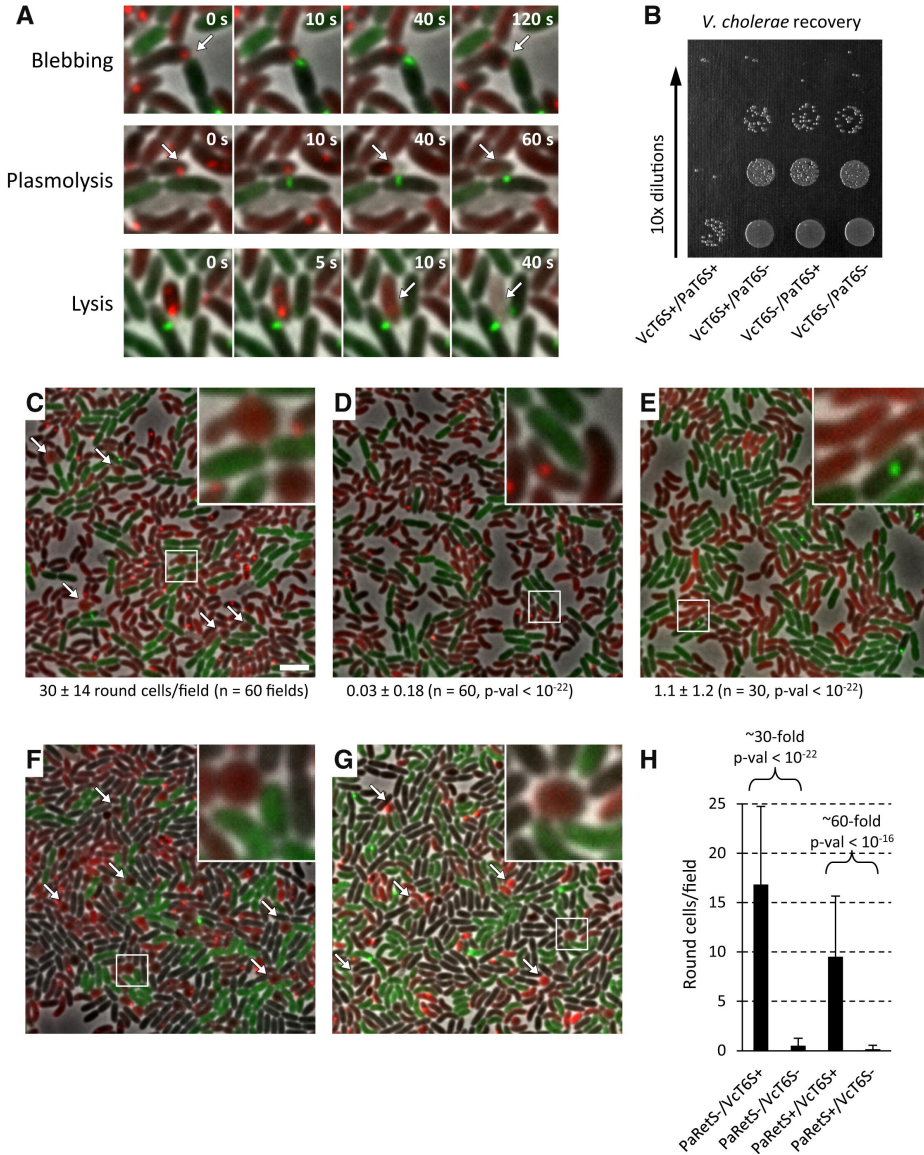 A
Blebbing
0 s
10 s
40 s
120 s
Plasmolysis
0 s
10 s
40 s
60 s
Lysis
0 s
5 s
10 s
40 s
B
V. cholerae recovery
10x dilutions
VcT6S+/PaT6S+
VcT6S+/PaT6S-
VcT6S-/PaT6S+
VcT6S-/PaT6S-
C
D
E
30 ± 14 round cells/field (n = 60 fields)
0.03 ± 0.18 (n = 60, p-val < 10⁻²²)
1.1 ± 1.2 (n = 30, p-val < 10⁻²²)
F
G
H
~30-fold
p-val < 10⁻²²
~60-fold
p-val < 10⁻¹⁶
Round cells/field
25
20
15
10
5
0
PaRetS-/VcT6S+
PaRetS-/VcT6S-
PaRetS+/VcT6S+
PaRetS+/VcT6S-